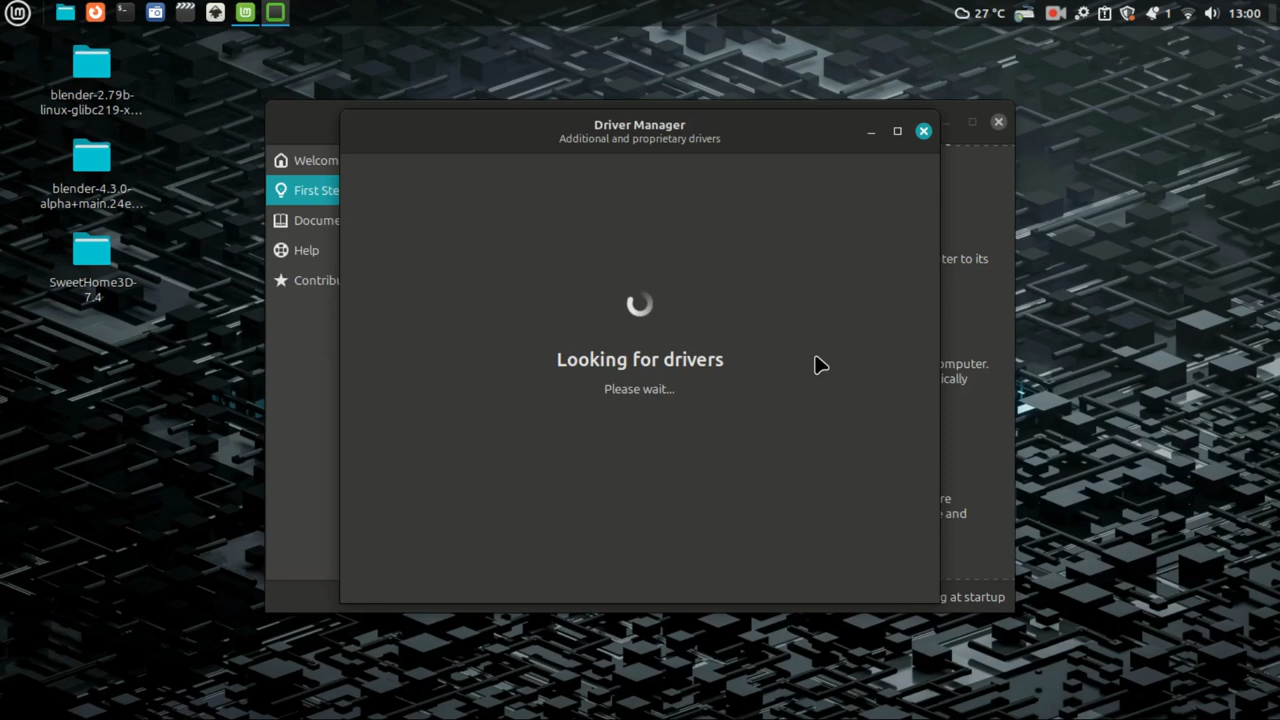 27 °C
1
13:00
blender-2.79b-
linux-glibc219-x...
blender-4.3.0-
alpha+main.24e...
SweetHome3D-
7.4
Driver Manager
Additional and proprietary drivers
Welcom
First Ste
Docume
Help
Contribu
Looking for drivers
Please wait...
ter to its
omputer.
ically
re
e and
g at startup